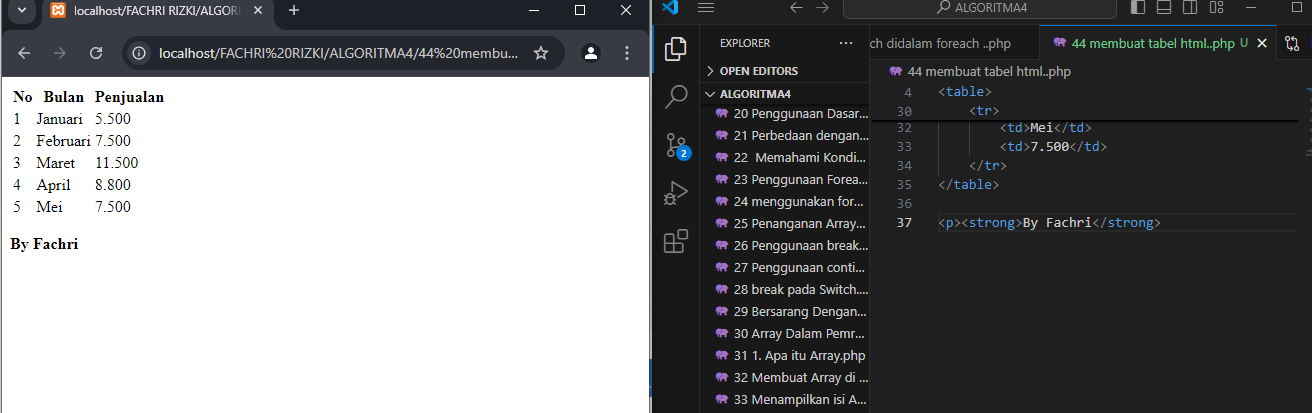 localhost/FACHRI RIZKI/ALGORI
localhost/FACHRI%20RIZKI/ALGORITMA4/44%20membu...
No Bulan Penjualan
1 Januari 5.500
2 Februari 7.500
3 Maret 11.500
4 April 8.800
5 Mei 7.500
By Fachri
ALGORITMA4
EXPLORER
OPEN EDITORS
ALGORITMA4
20 Penggunaan Dasar...
21 Perbedaan dengan...
22 Memahami Kondi...
23 Penggunaan Forea...
24 menggunakan for...
25 Penanganan Array...
26 Penggunaan break...
27 Penggunaan conti...
28 break pada Switch....
29 Bersarang Dengan...
30 Array Dalam Pemr...
31 1. Apa itu Array.php
32 Membuat Array di ...
33 Menampilkan isi A...
2
ch didalam foreach ..php
44 membuat tabel html..php U
44 membuat tabel html..php
4 <table>
30 <tr>
32 <td>Mei</td>
33 <td>7.500</td>
34 </tr>
35 </table>
36
37 <p><strong>By Fachri</strong>